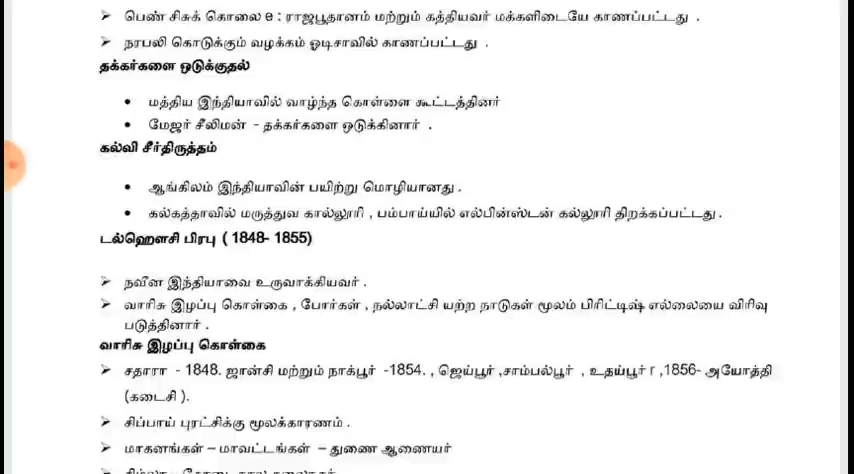 ➢ பெண் சிசுக் கொலை e : ராஜபூதானம் மற்றும் கத்தியவர் மக்களிடையே காணப்பட்டது .
➢ நரபலி கொடுக்கும் வழக்கம் ஓடிசாவில் காணப்பட்டது .
தக்கர்களை ஒடுக்குதல்
• மத்திய இந்தியாவில் வாழ்ந்த கொள்ளை கூட்டத்தினர்
• மேஜர் சீலிமன் - தக்கர்களை ஒடுக்கினார் .
கல்வி சீர்திருத்தம்
• ஆங்கிலம் இந்தியாவின் பயிற்று மொழியானது .
• கல்கத்தாவில் மருத்துவ கால்லூரி , பம்பாய்யில் எல்பின்ஸ்டன் கல்லூரி திறக்கப்பட்டது .
டல்ஹௌசி பிரபு ( 1848- 1855)
➢ நவீன இந்தியாவை உருவாக்கியவர் .
➢ வாரிசு இழப்பு கொள்கை , போர்கள் , நல்லாட்சி யற்ற நாடுகள் மூலம் பிரிட்டிஷ் எல்லையை விரிவு
படுத்தினார் .
வாரிசு இழப்பு கொள்கை
➢ சதாரா - 1848. ஜான்சி மற்றும் நாக்பூர் -1854. , ஜெய்பூர் ,சாம்பல்பூர் , உதய்பூர் r ,1856- அயோத்தி
(கடைசி ).
➢ சிப்பாய் புரட்சிக்கு மூலக்காரணம் .
➢ மாகனங்கள் – மாவட்டங்கள் – துணை ஆணையர்